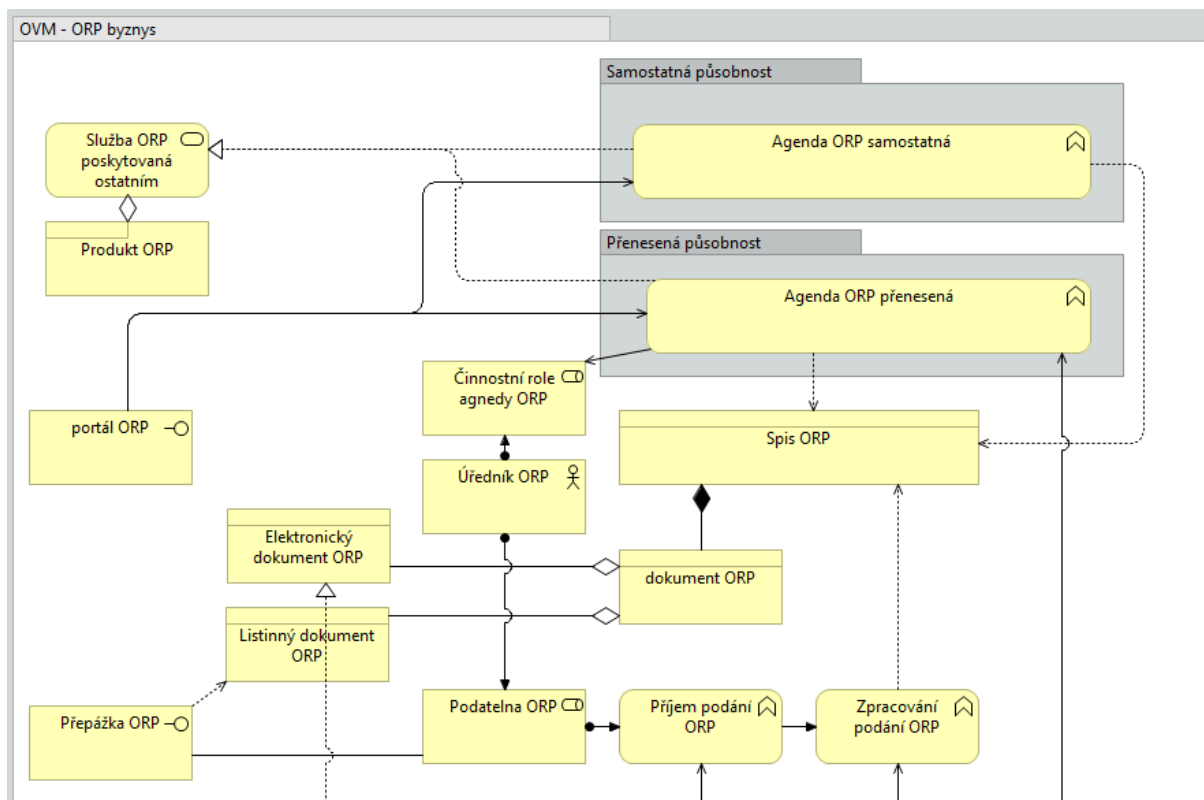 OVM - ORP byznys
Samostatná působnost
Služba ORP
poskytovaná
ostatním
Agenda ORP samostatná
Produkt ORP
Přenesená působnost
Agenda ORP přenesená
Činnostní role
agnedy ORP
portál ORP
Spis ORP
Úředník ORP
Elektronický
dokument ORP
dokument ORP
Listinný dokument
ORP
Přepážka ORP
Podatelna ORP
Příjem podání
ORP
Zpracování
podání ORP